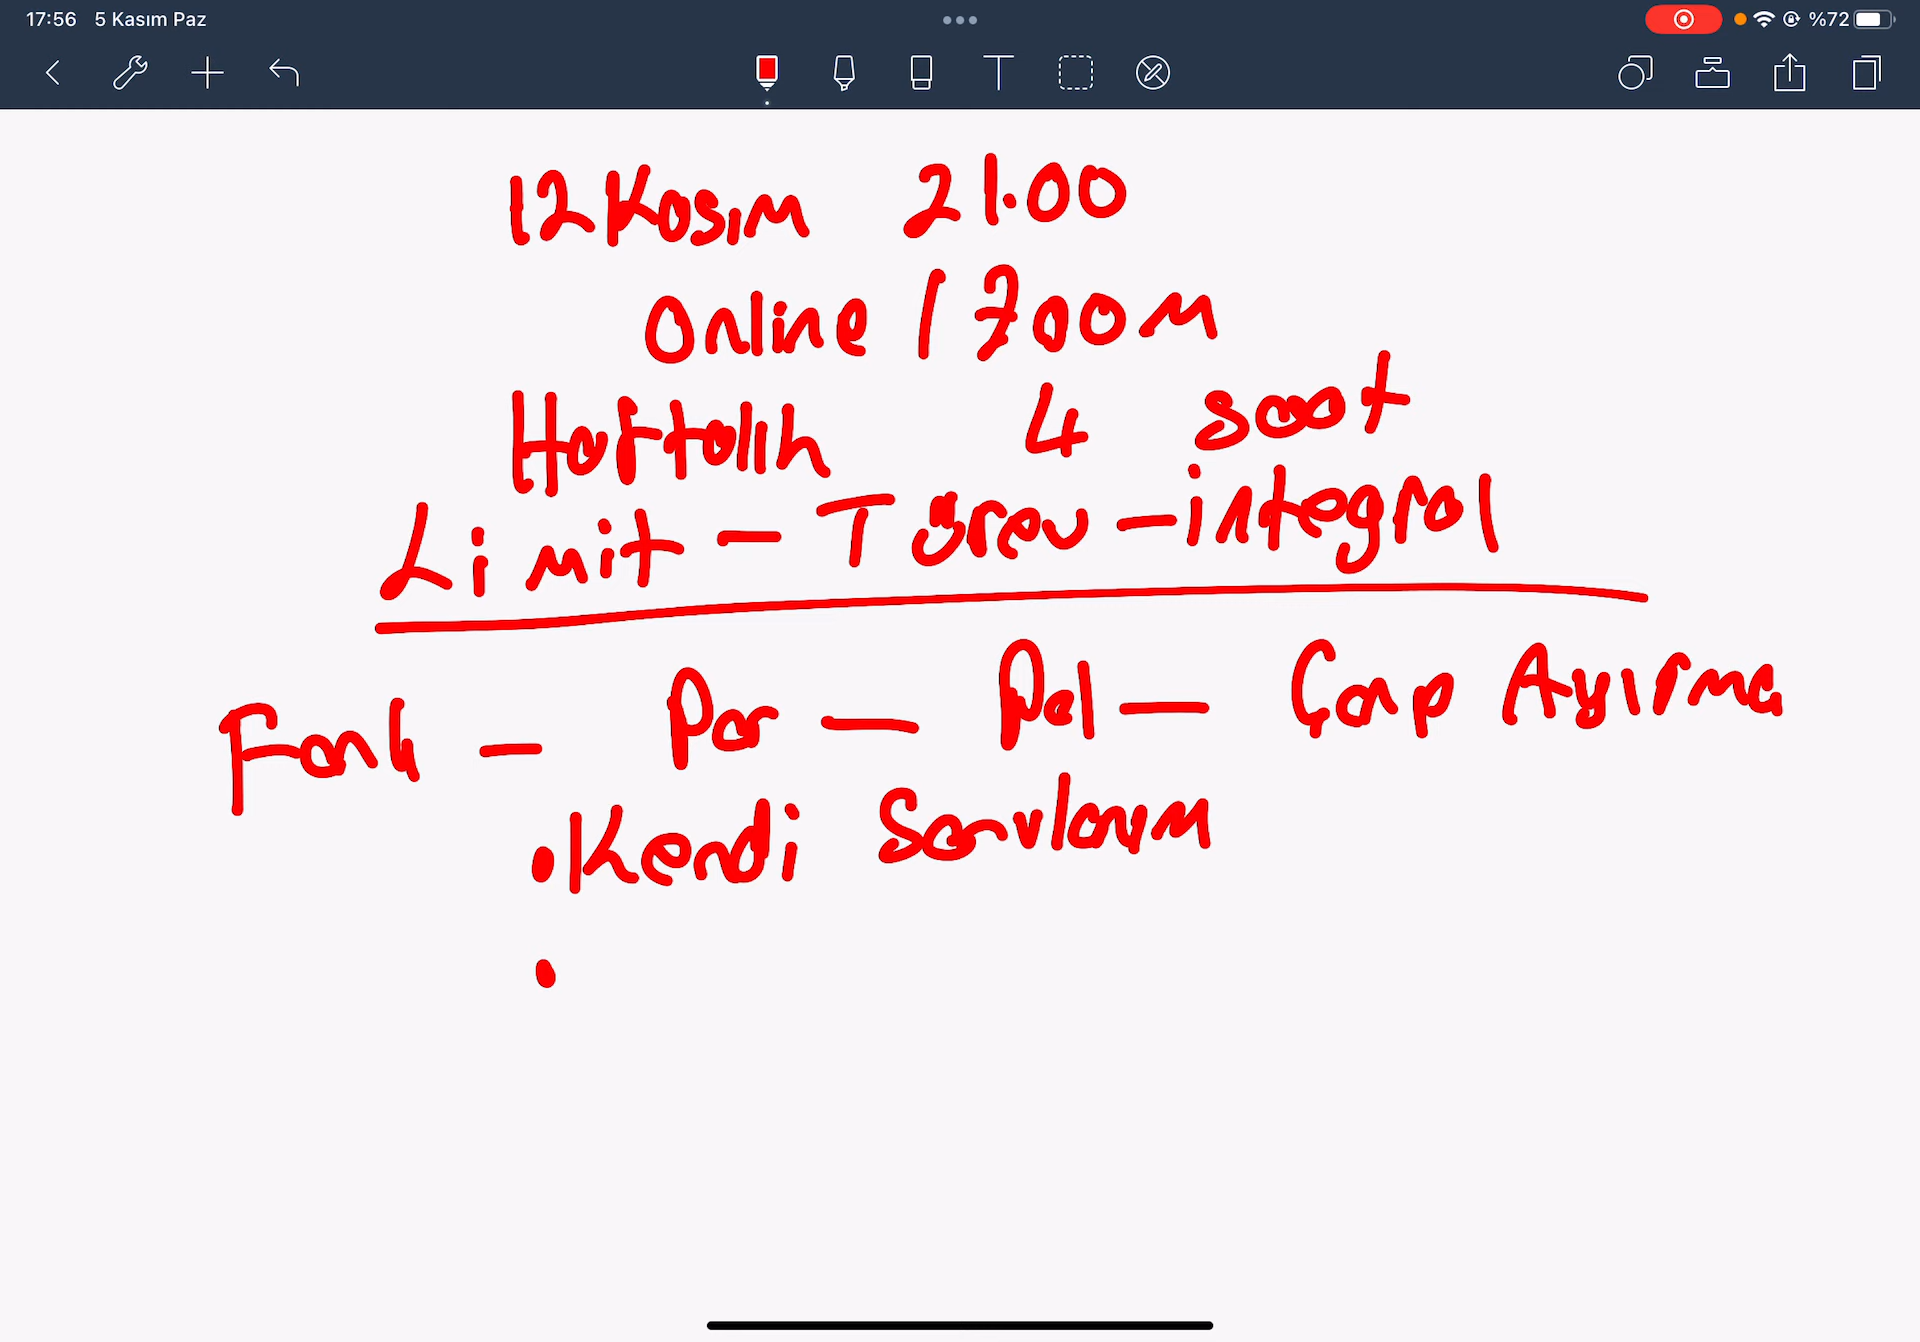 17:56 5 Kasım Paz %72
12 Kasım 21.00
Online / Zoom
Haftalık 4 saat
Limit - Türev - integral
Fonk - Par - Pol - Çarp Ayırma
• Kendi Sorularım
•